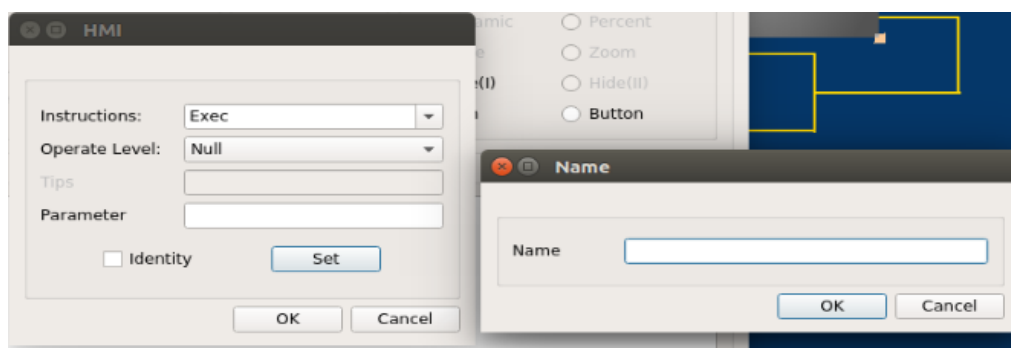 HMI
Instructions: Exec
Operate Level: Null
Tips
Parameter
Identity Set
OK Cancel
Percent
Zoom
(I) Hide(II)
Button
Name
Name
OK Cancel